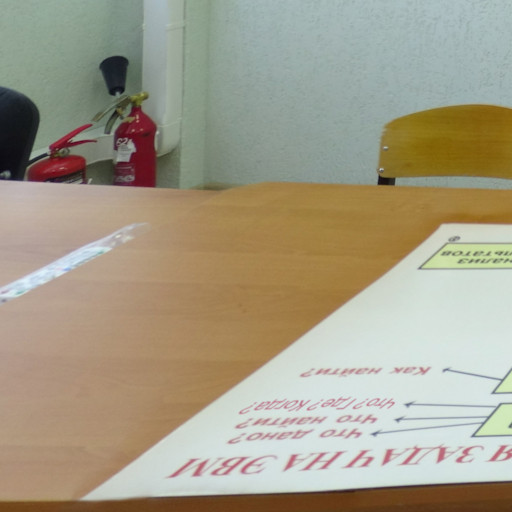 Я ЗАДАЧ НА ЭВМ
Что дано?
Что найти?
Что? Где? Когда?
Как найти?